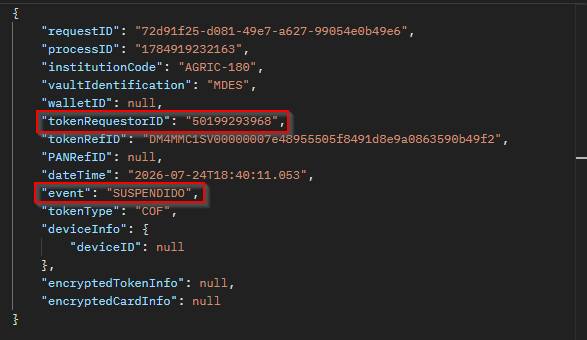 {
"requestID": "72d91f25-d081-49e7-a627-99054e0b49e6",
"processID": "1784919232163",
"institutionCode": "AGRIC-180",
"vaultIdentification": "MDES",
"walletID": null,
"tokenRequestorID": "50199293968",
"tokenRefID": "DM4MMC1SV00000007e48955505f8491d8e9a0863590b49f2",
"PANRefID": null,
"dateTime": "2026-07-24T18:40:11.053",
"event": "SUSPENDIDO",
"tokenType": "COF",
"deviceInfo": {
"deviceID": null
},
"encryptedTokenInfo": null,
"encryptedCardInfo": null
}